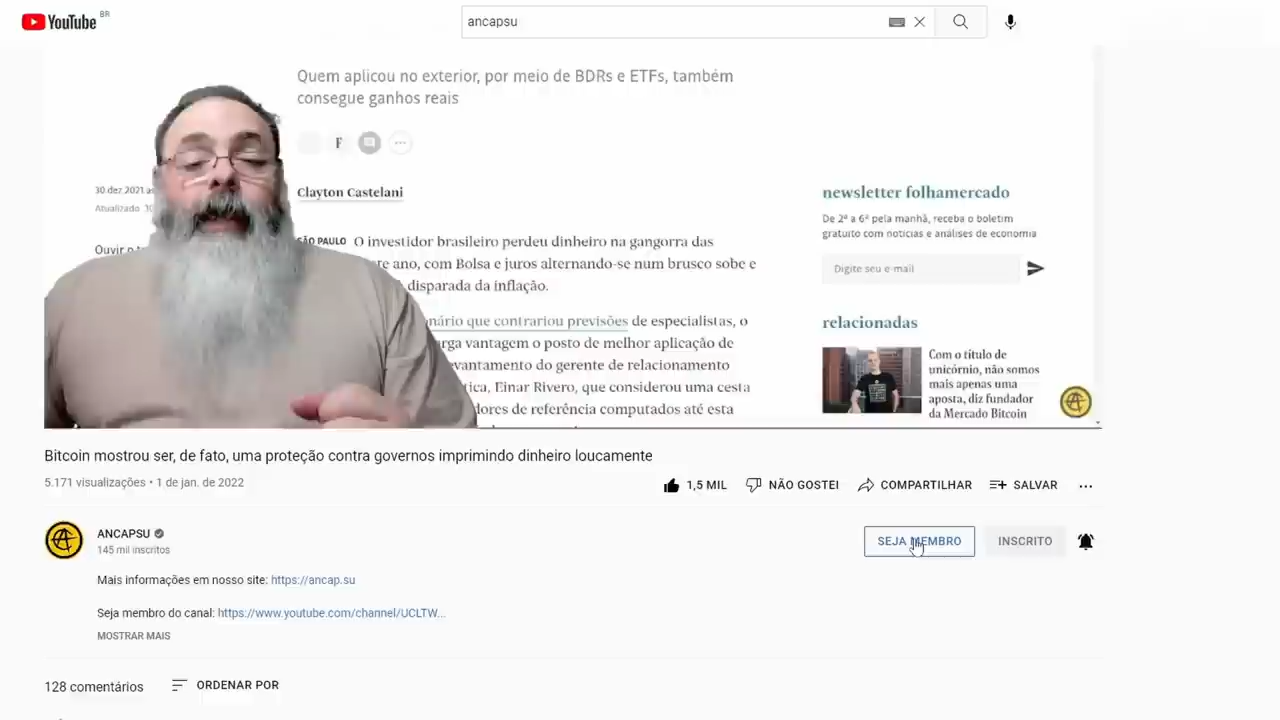 YouTube BR
ancapsu
Quem aplicou no exterior, por meio de BDRs e ETFs, também
consegue ganhos reais
F
30 dez 2021
Atualizado
Clayton Castelani
Ouvir o
SÃO PAULO O investidor brasileiro perdeu dinheiro na gangorra das
ano, com Bolsa e juros alternando-se num brusco sobe e
disparada da inflação.
que contrariou previsões de especialistas, o
vantagem o posto de melhor aplicação de
do gerente de relacionamento
Einar Rivero, que considerou uma cesta
de referência computados até esta
newsletter folhamercado
De 2ª a 6ª pela manhã, receba o boletim
gratuito com notícias e análises de economia
Digite seu e-mail
relacionadas
Com o título de
unicórnio, não somos
mais apenas uma
aposta, diz fundador
da Mercado Bitcoin
Bitcoin mostrou ser, de fato, uma proteção contra governos imprimindo dinheiro loucamente
5.171 visualizações • 1 de jan. de 2022
1,5 MIL NÃO GOSTEI COMPARTILHAR SALVAR
ANCAPSU
145 mil inscritos
SEJA MEMBRO INSCRITO
Mais informações em nosso site: https://ancap.su
Seja membro do canal: https://www.youtube.com/channel/UCLTW...
MOSTRAR MAIS
128 comentários ORDENAR POR